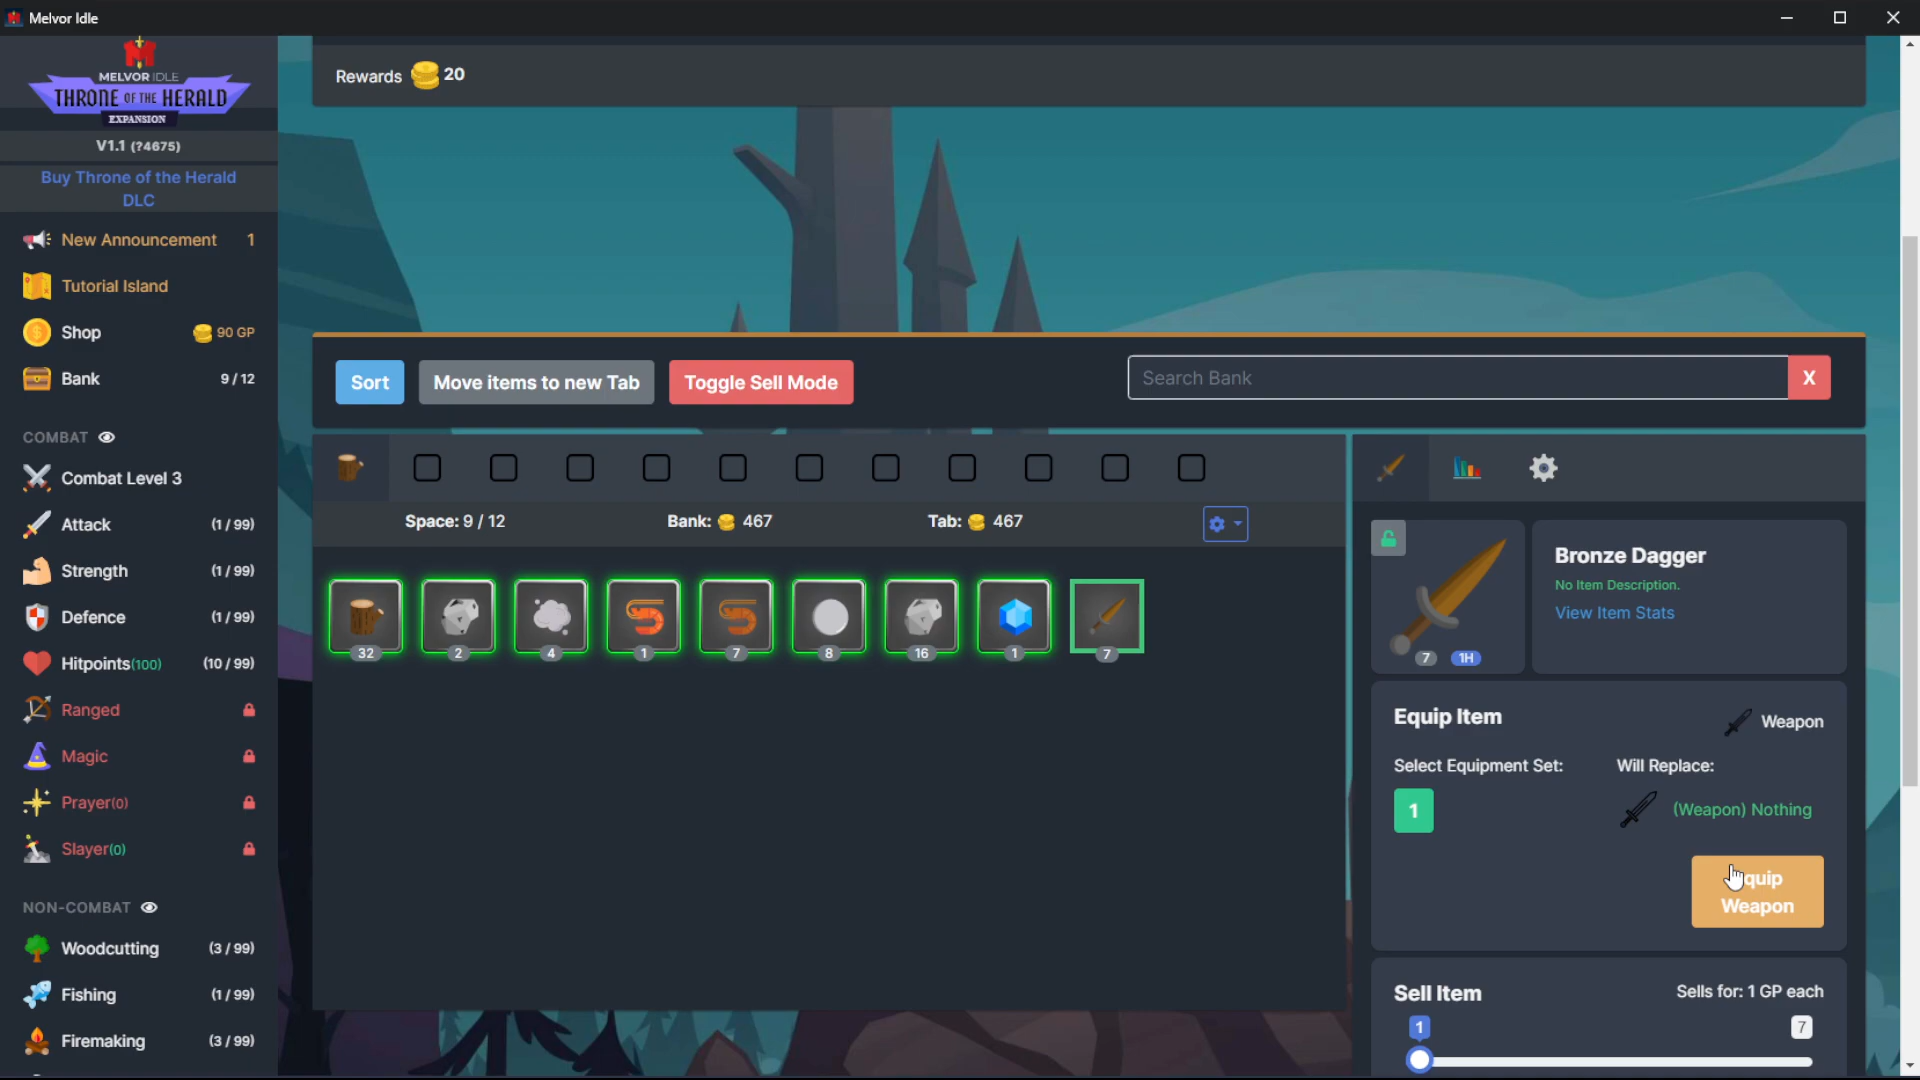 Melvor Idle
MELVOR IDLE
THRONE OF THE HERALD
EXPANSION
V1.1 (?4675)
Buy Throne of the Herald
DLC
New Announcement 1
Tutorial Island
Shop 90 GP
Bank 9 / 12
COMBAT
Combat Level 3
Attack (1 / 99)
Strength (1 / 99)
Defence (1 / 99)
Hitpoints(100) (10 / 99)
Ranged
Magic
Prayer(0)
Slayer(0)
NON-COMBAT
Woodcutting (3 / 99)
Fishing (1 / 99)
Firemaking (3 / 99)
Rewards 20
Sort Move items to new Tab Toggle Sell Mode Search Bank X
Space: 9 / 12 Bank: 467 Tab: 467
32 2 4 1 7 8 16 1 7
Bronze Dagger
No Item Description.
View Item Stats
7 1H
Equip Item Weapon
Select Equipment Set: Will Replace:
1 (Weapon) Nothing
quip
Weapon
Sell Item Sells for: 1 GP each
1 7